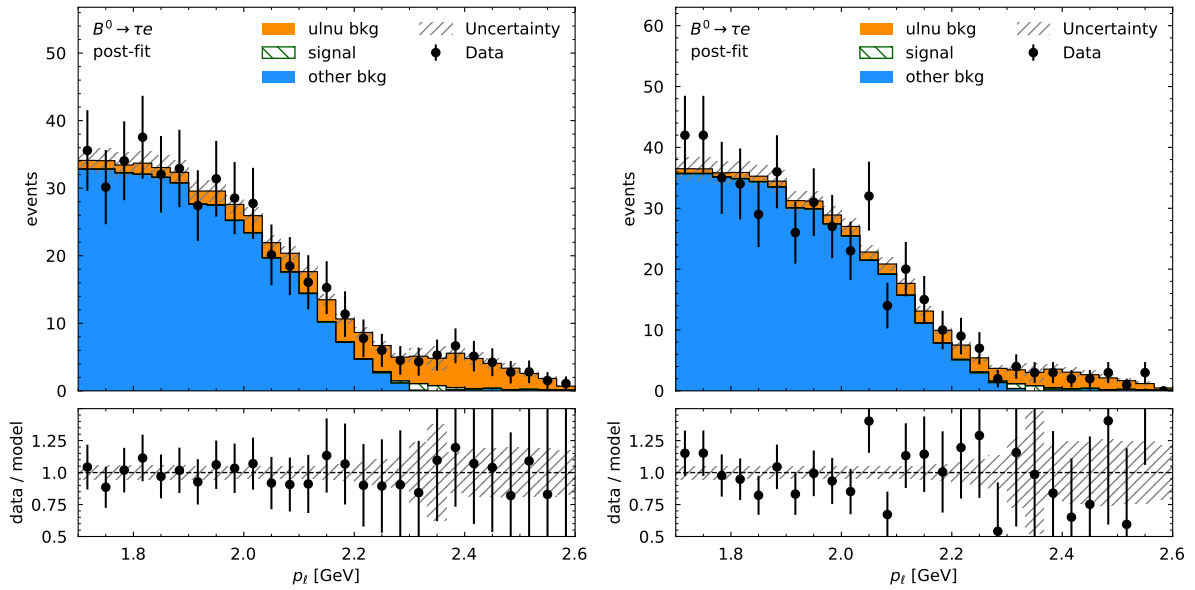 B⁰ → τe
post-fit
ulnu bkg
signal
other bkg
Uncertainty
Data
events
50
40
30
20
10
0
data / model
1.25
1.0
0.75
0.5
1.8
2.0
2.2
2.4
2.6
pℓ [GeV]
B⁰ → τe
post-fit
ulnu bkg
signal
other bkg
Uncertainty
Data
events
60
50
40
30
20
10
0
data / model
1.25
1.0
0.75
0.5
1.8
2.0
2.2
2.4
2.6
pℓ [GeV]